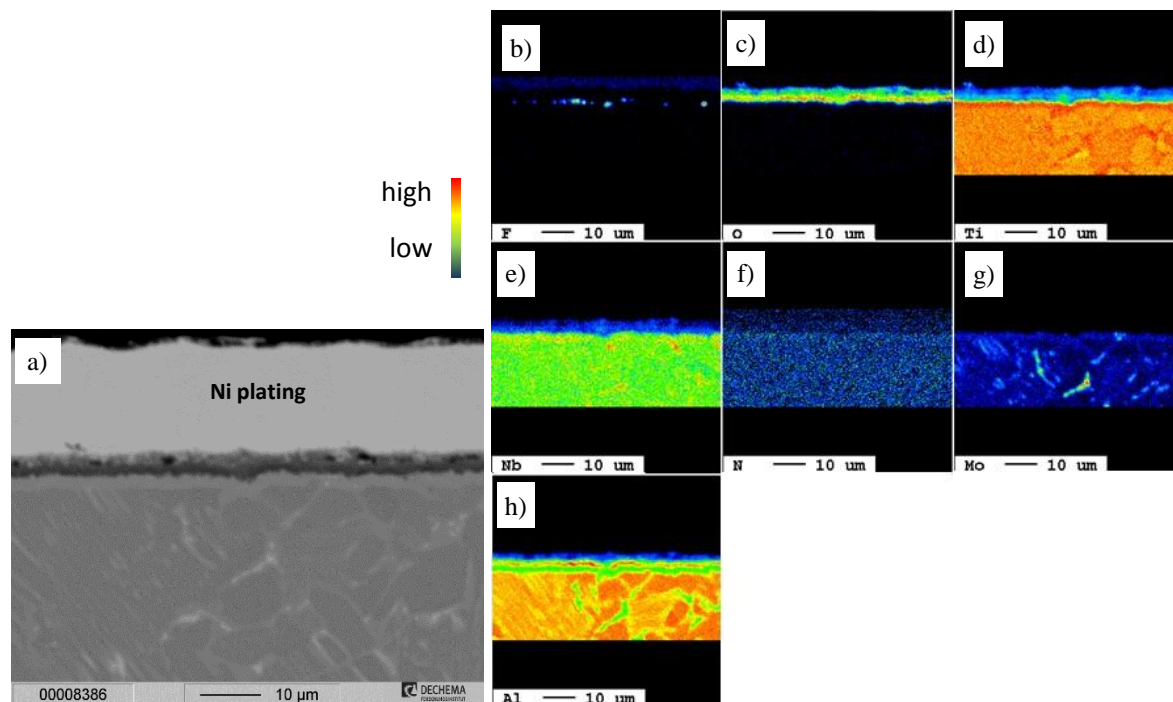 b)
c)
d)
high
low
F 10 um
O 10 um
Ti 10 um
e)
f)
g)
a)
Ni plating
Nb 10 um
N 10 um
Mo 10 um
h)
00008386 10 µm DECHEMA
FORSCHUNGSINSTITUT
Al 10 um